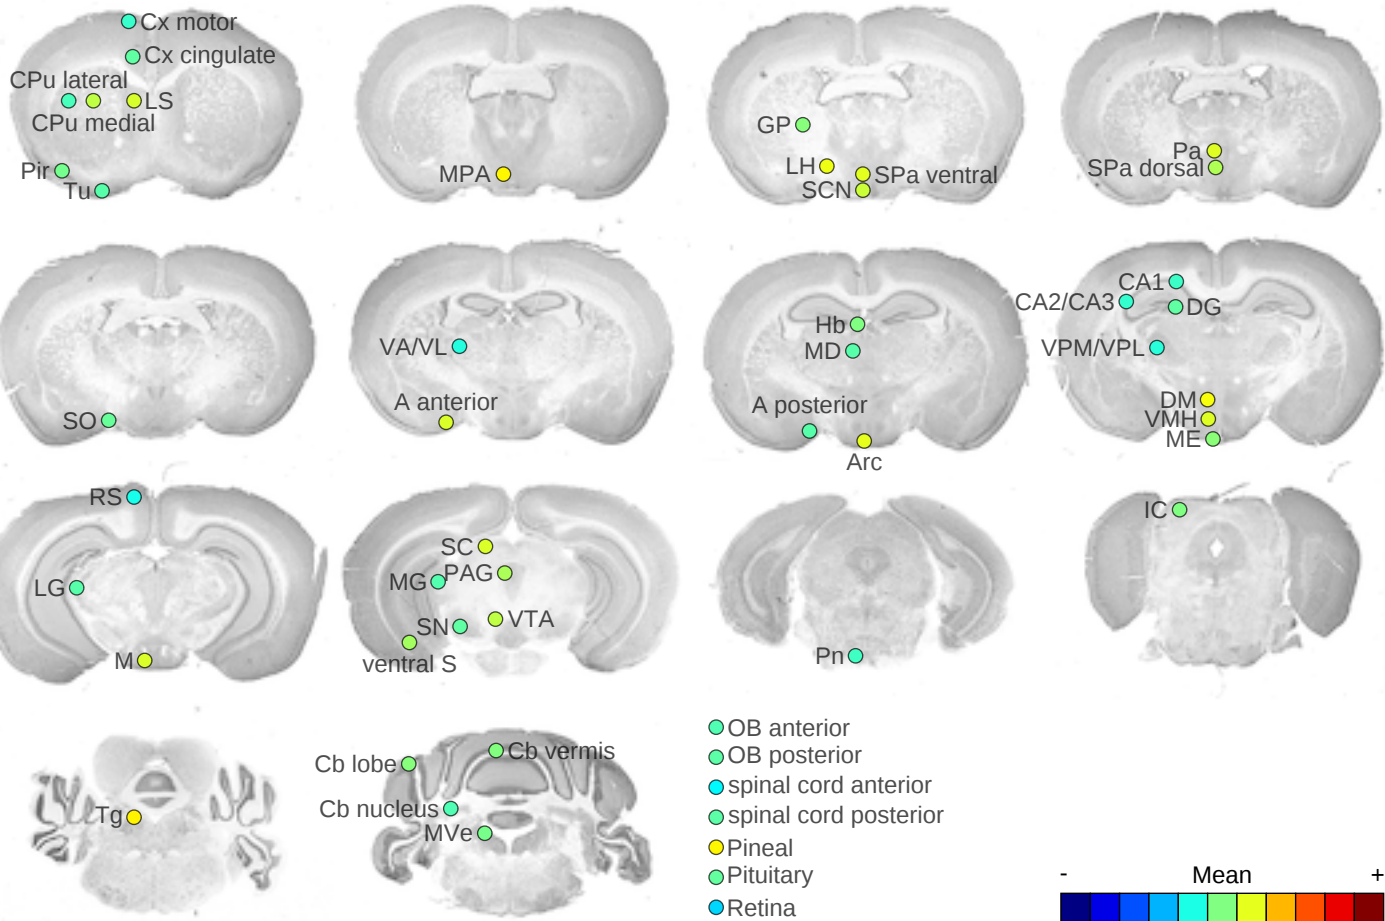 Cx motor
Cx cingulate
CPu lateral
LS
CPu medial
Pir
Tu
MPA
GP
LH
SPa ventral
SCN
Pa
SPa dorsal
SO
VA/VL
A anterior
Hb
MD
A posterior
Arc
CA1
CA2/CA3
DG
VPM/VPL
DM
VMH
ME
RS
LG
M
SC
PAG
MG
VTA
SN
ventral S
Pn
IC
Tg
Cb vermis
Cb lobe
Cb nucleus
MVe
OB anterior
OB posterior
spinal cord anterior
spinal cord posterior
Pineal
Pituitary
Retina
- Mean +